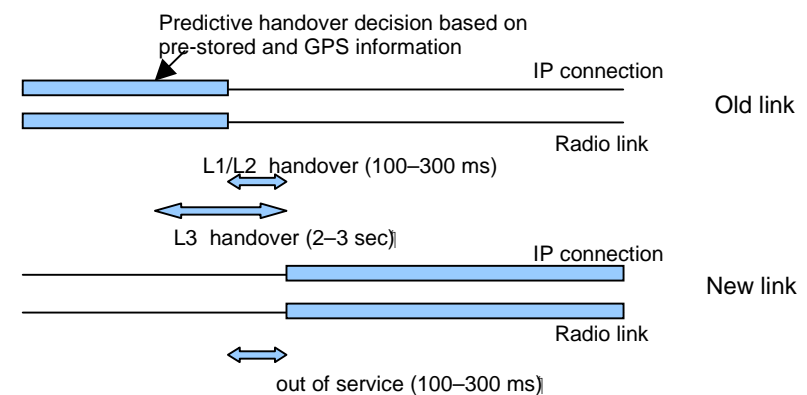 Predictive handover decision based on
pre-stored and GPS information
IP connection
Old link
Radio link
L1/L2 handover (100–300 ms)
L3 handover (2–3 sec)
IP connection
New link
Radio link
out of service (100–300 ms)